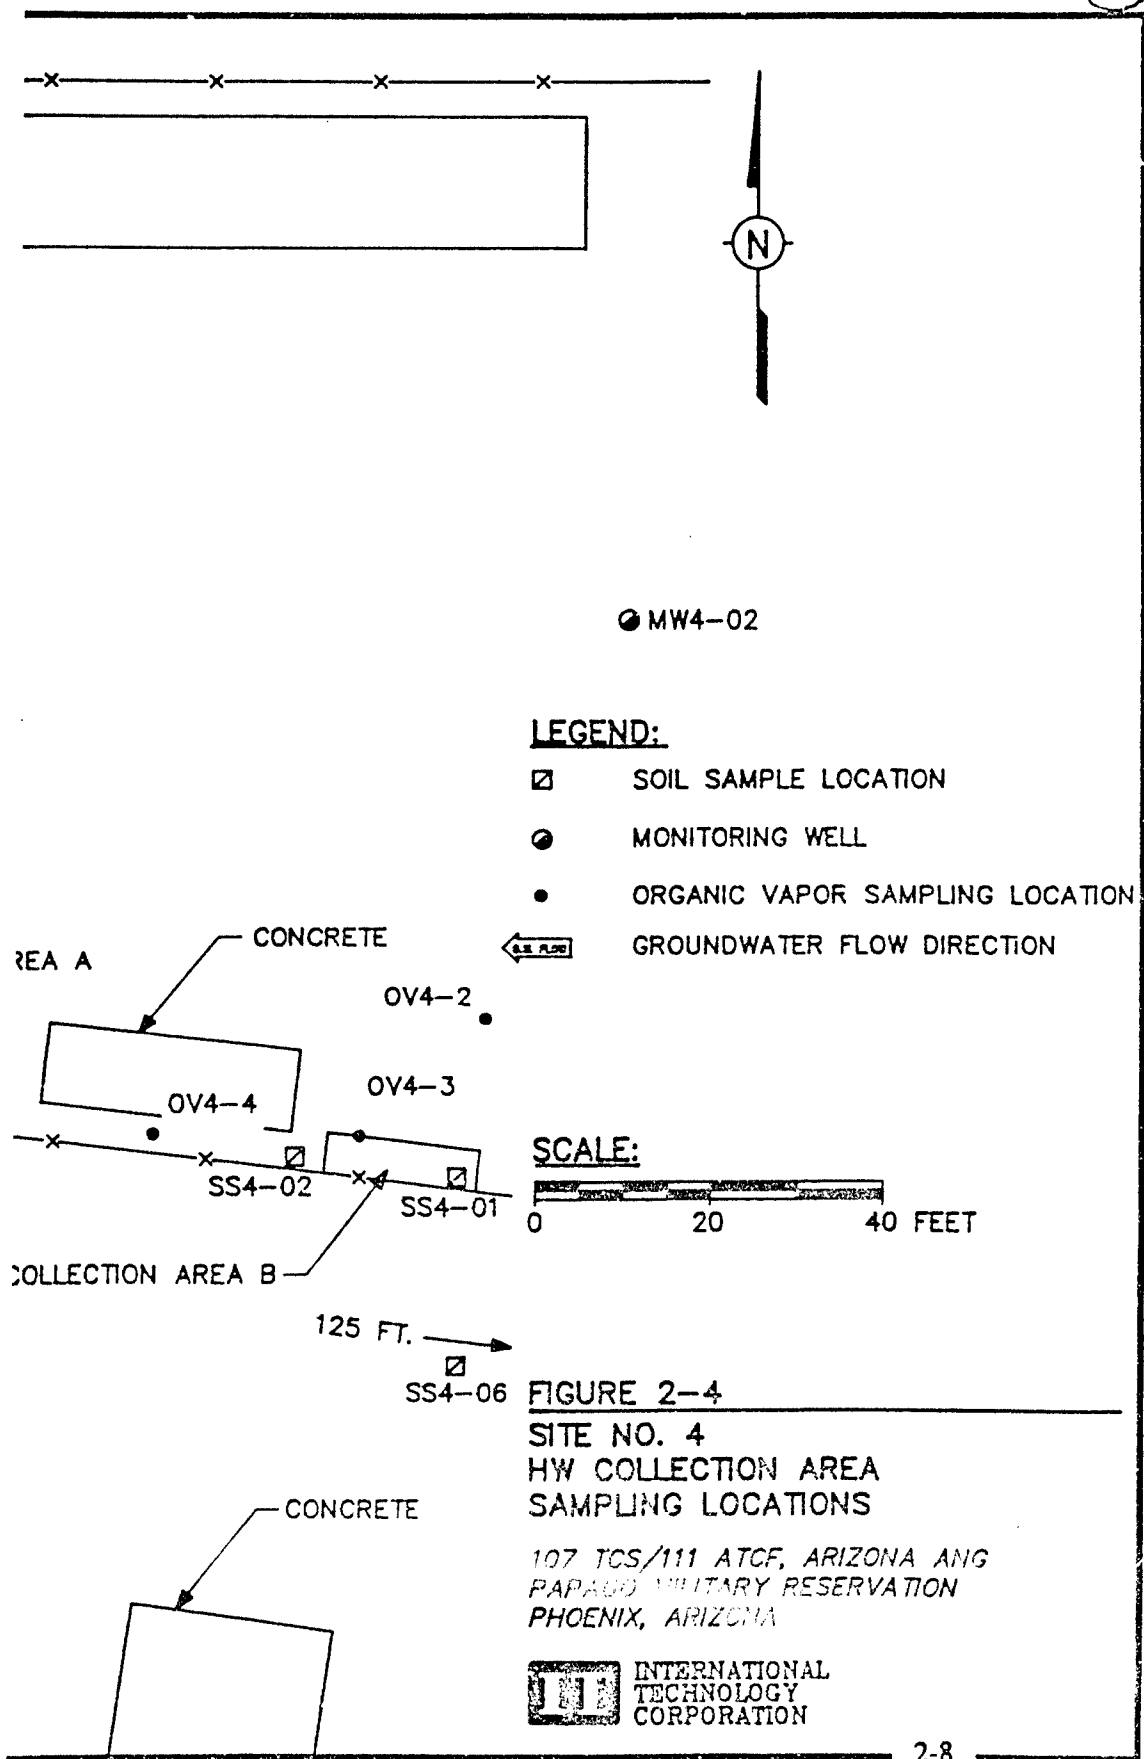 N
MW4-02
LEGEND:
SOIL SAMPLE LOCATION
MONITORING WELL
ORGANIC VAPOR SAMPLING LOCATION
GROUNDWATER FLOW DIRECTION
CONCRETE
REA A
OV4-2
OV4-3
OV4-4
SS4-02
SS4-01
SCALE:
0 20 40 FEET
COLLECTION AREA B
125 FT.
SS4-06
FIGURE 2-4
SITE NO. 4
HW COLLECTION AREA
SAMPLING LOCATIONS
CONCRETE
107 TCS/111 ATCF, ARIZONA ANG
PAPAGO MILITARY RESERVATION
PHOENIX, ARIZONA
IT INTERNATIONAL
TECHNOLOGY
CORPORATION
2-8